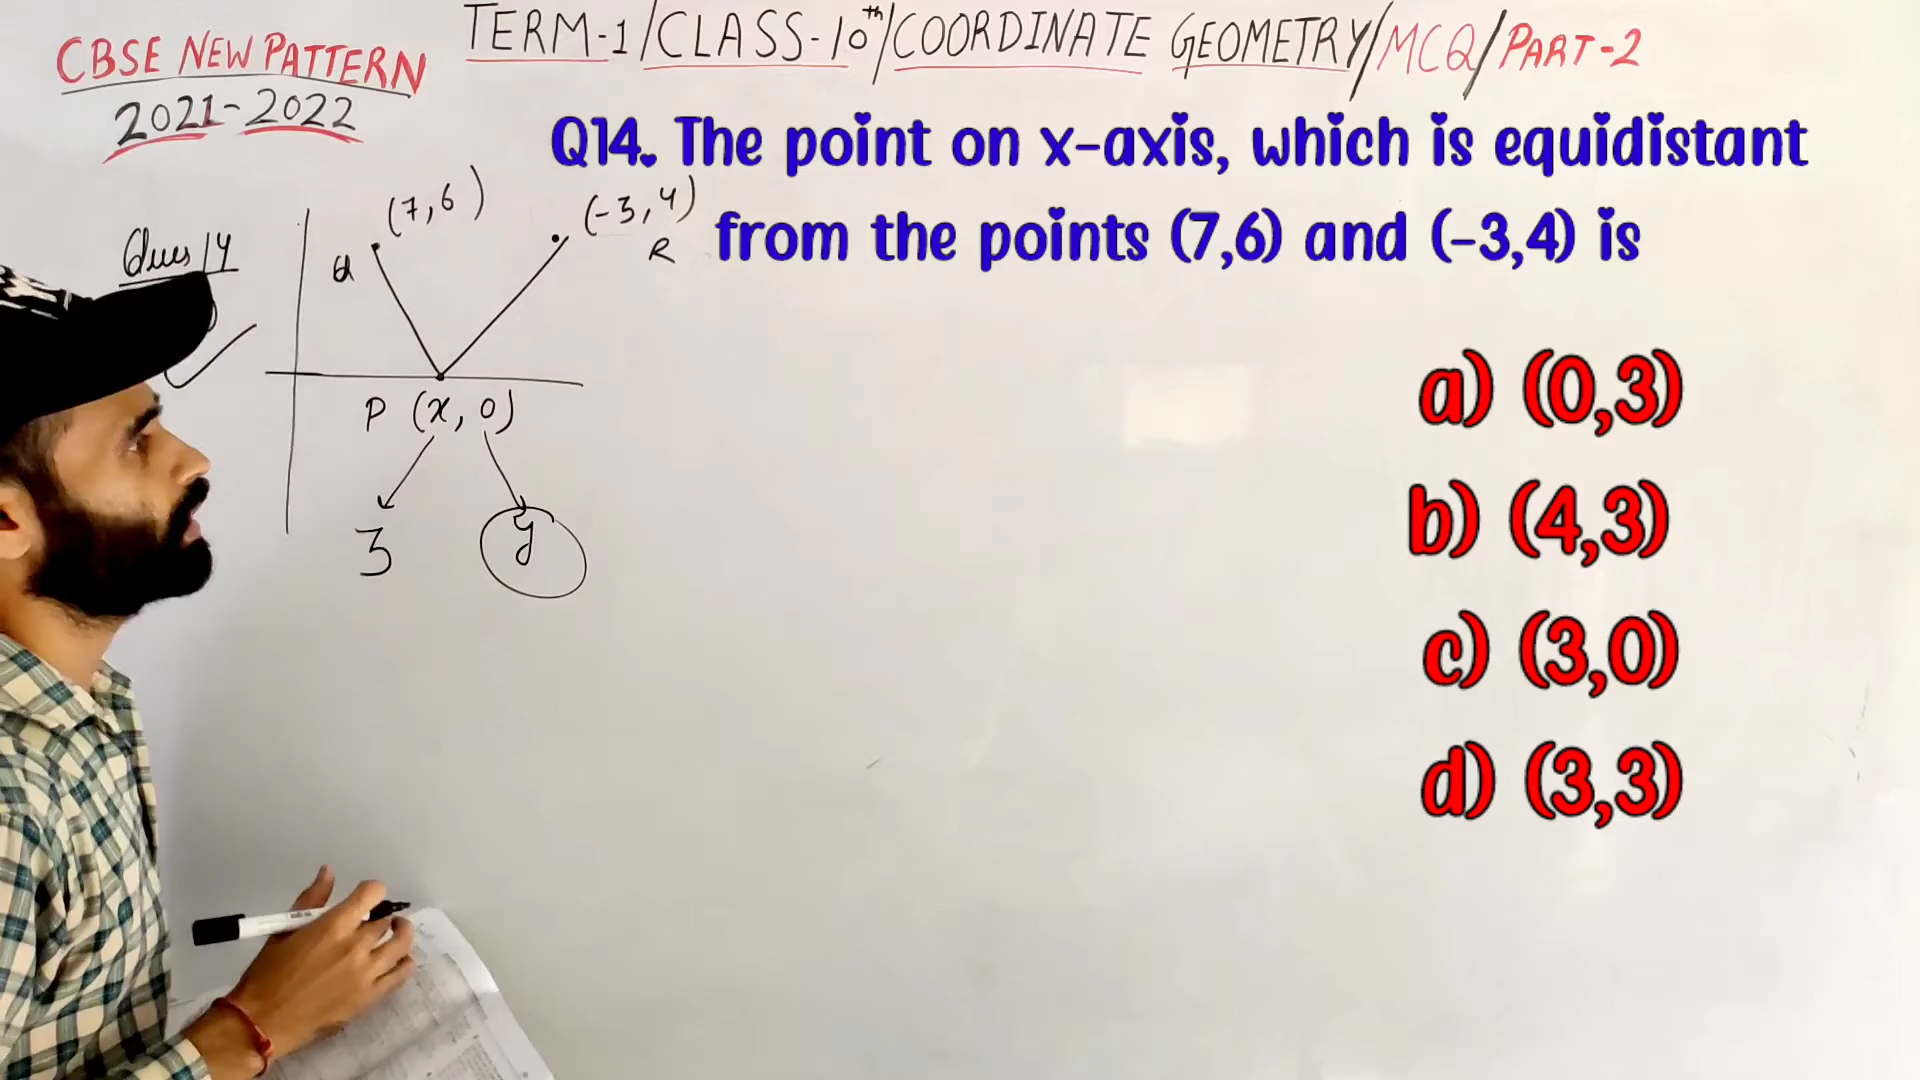 CBSE NEW PATTERN
2021-2022
TERM-1/CLASS-10th/COORDINATE GEOMETRY/MCQ/PART-2
Q14. The point on x-axis, which is equidistant
from the points (7,6) and (-3,4) is
Ques 14
(7,6)
(-3,4)
Q
R
P (x, 0)
3
y
a) (0,3)
b) (4,3)
c) (3,0)
d) (3,3)